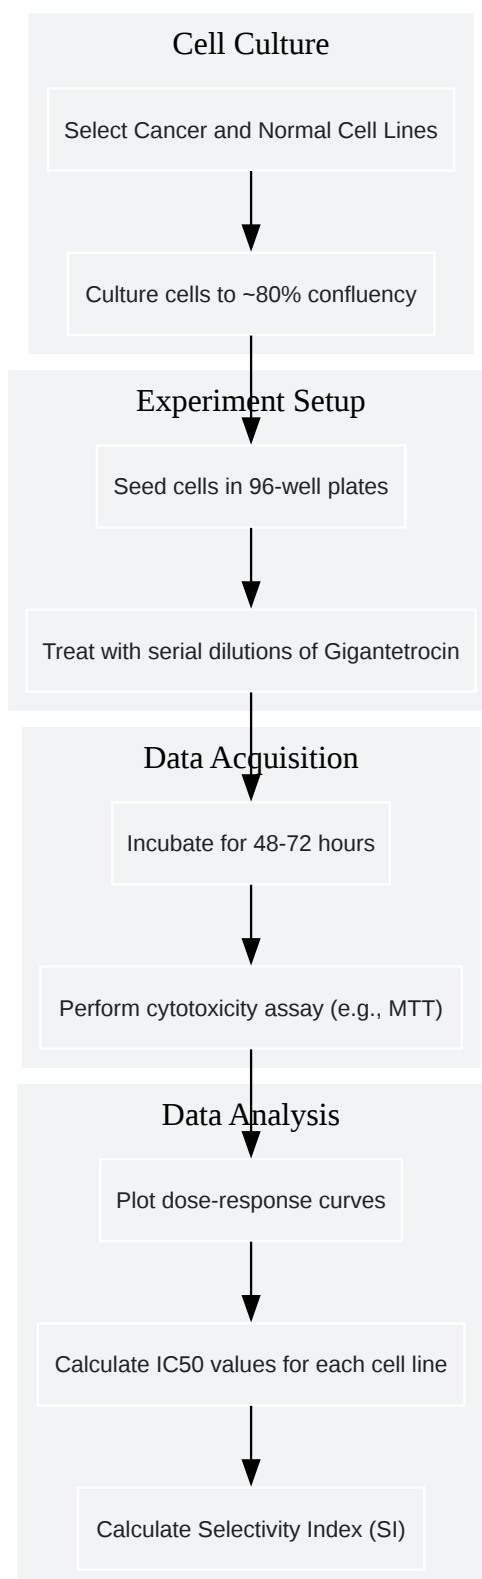 Cell Culture
Select Cancer and Normal Cell Lines
Culture cells to ~80% confluency
Experiment Setup
Seed cells in 96-well plates
Treat with serial dilutions of Gigantetrocin
Data Acquisition
Incubate for 48-72 hours
Perform cytotoxicity assay (e.g., MTT)
Data Analysis
Plot dose-response curves
Calculate IC50 values for each cell line
Calculate Selectivity Index (SI)